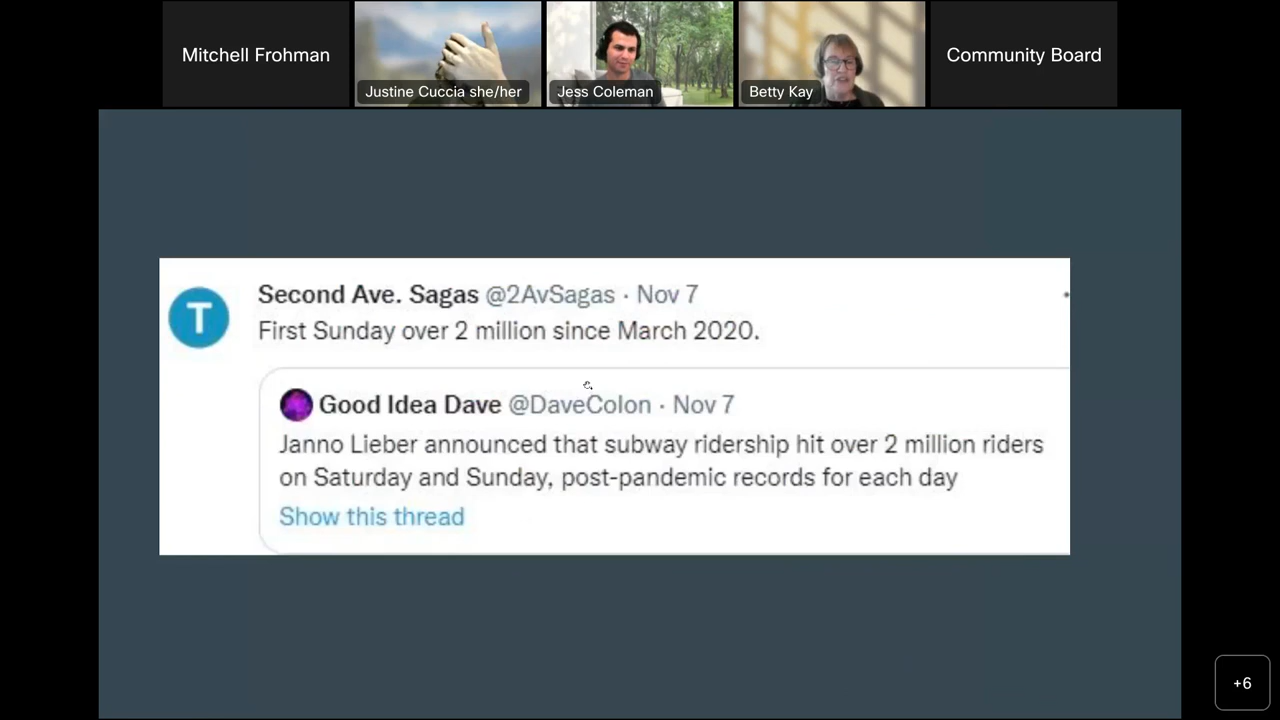 Mitchell Frohman
Justine Cuccia she/her
Jess Coleman
Betty Kay
Community Board
T
Second Ave. Sagas @2AvSagas · Nov 7
First Sunday over 2 million since March 2020.
Good Idea Dave @DaveColon · Nov 7
Janno Lieber announced that subway ridership hit over 2 million riders
on Saturday and Sunday, post-pandemic records for each day
Show this thread
+6